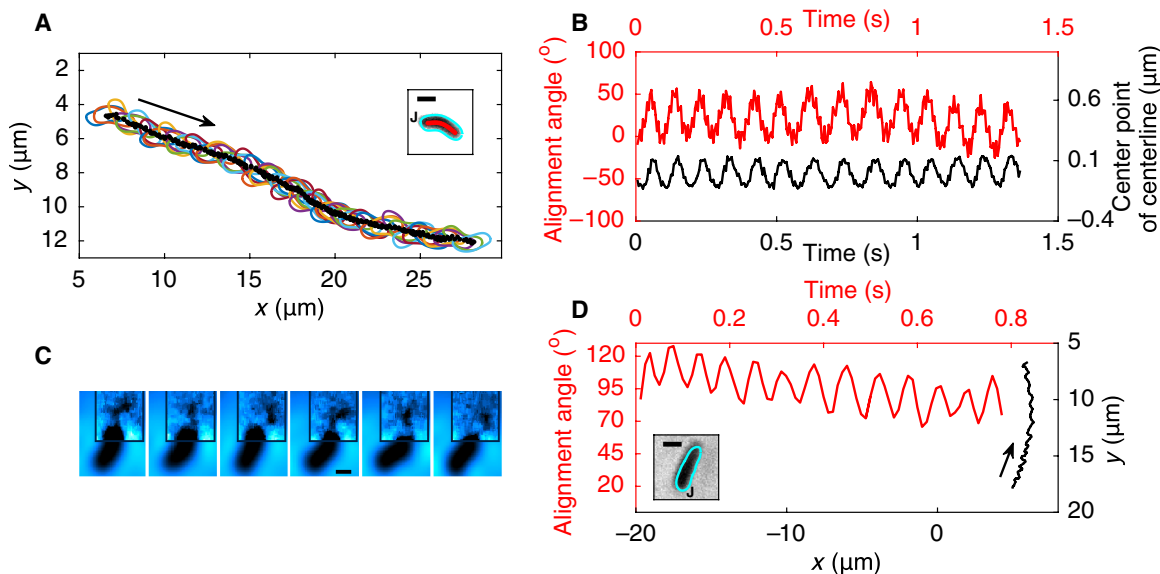 A
2
4
6
8
10
12
y (µm)
5
10
15
20
25
x (µm)
J
B
Time (s)
0
0.5
1
1.5
100
50
0
−50
−100
Alignment angle (°)
0.6
0.1
−0.4
Center point
of centerline (µm)
0
0.5
1
1.5
Time (s)
C
D
Time (s)
0
0.2
0.4
0.6
0.8
120
95
70
45
20
Alignment angle (°)
5
10
15
20
y (µm)
J
−20
−10
0
x (µm)